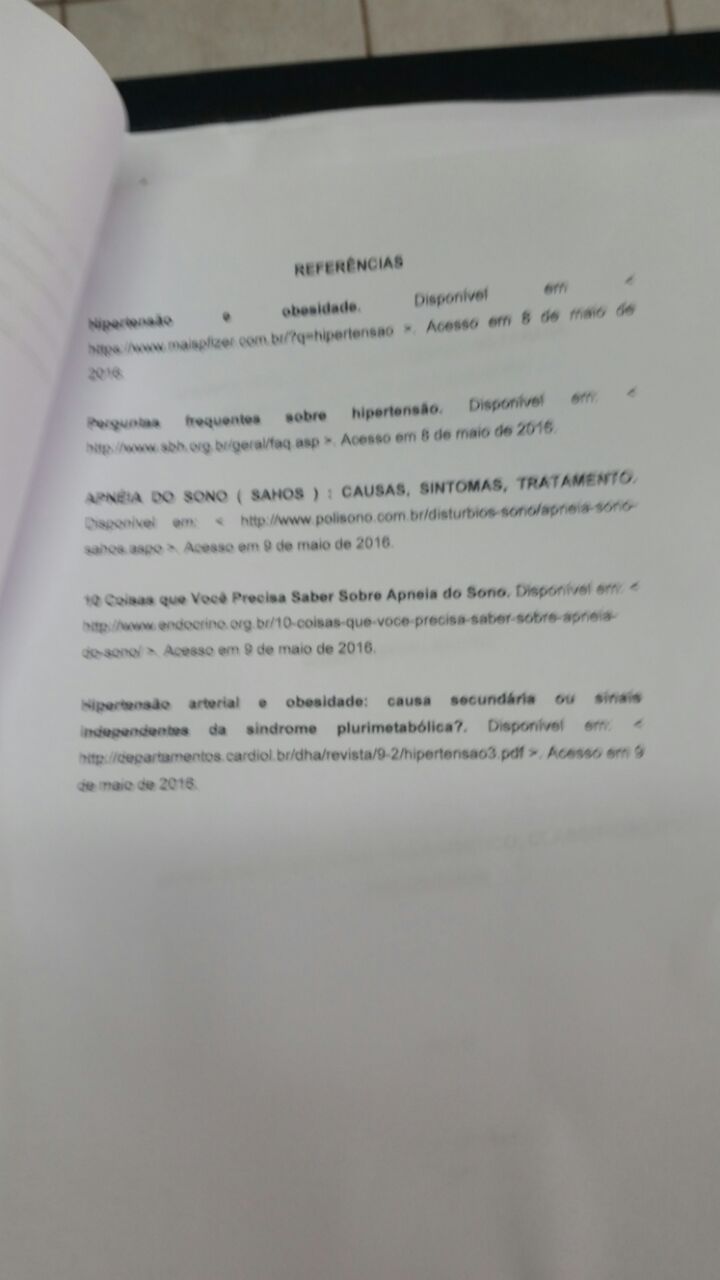 REFERÊNCIAS
Hipertensão e obesidade. Disponível em: <
https://www.maispfizer.com.br/?q=hipertensao >. Acesso em 8 de maio de
2016.
Perguntas frequentes sobre hipertensão. Disponível em: <
http://www.sbh.org.br/geral/faq.asp >. Acesso em 8 de maio de 2016.
APNÉIA DO SONO ( SAHOS ) : CAUSAS, SINTOMAS, TRATAMENTO.
Disponível em: < http://www.polisono.com.br/disturbios-sono/apneia-sono-
sahos.aspo >. Acesso em 9 de maio de 2016.
10 Coisas que Você Precisa Saber Sobre Apneia do Sono. Disponível em: <
http://www.endocrino.org.br/10-coisas-que-voce-precisa-saber-sobre-apneia-
do-sono/ >. Acesso em 9 de maio de 2016.
Hipertensão arterial e obesidade: causa secundária ou sinais
independentes da síndrome plurimetabólica?. Disponível em: <
http://departamentos.cardiol.br/dha/revista/9-2/hipertensao3.pdf >. Acesso em 9
de maio de 2016.